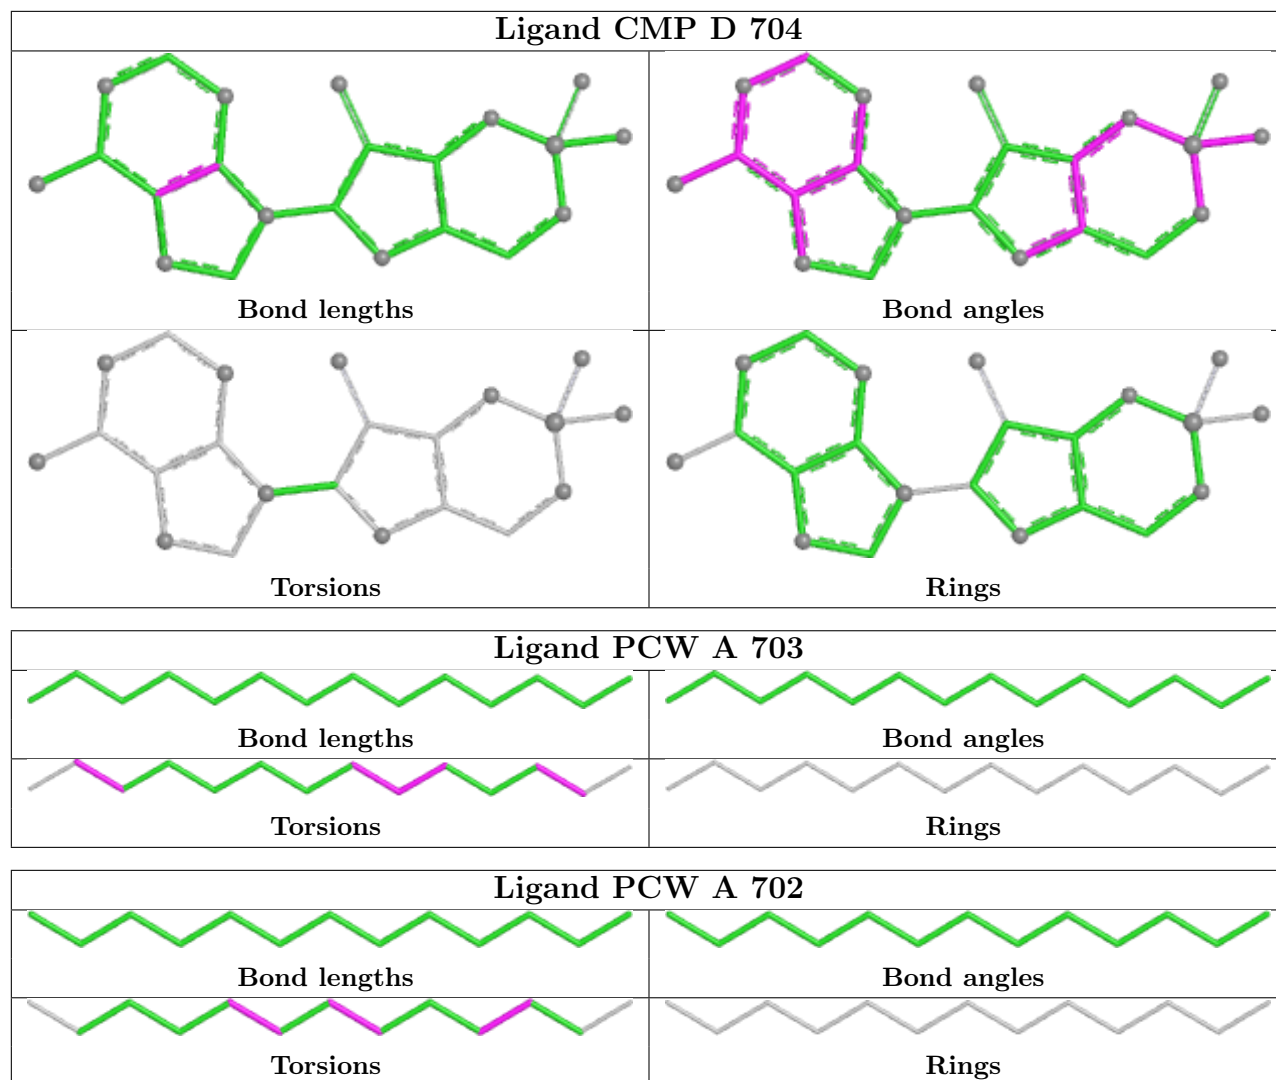 Ligand CMP D 704
Bond lengths
Bond angles
Torsions
Rings
Ligand PCW A 703
Bond lengths
Bond angles
Torsions
Rings
Ligand PCW A 702
Bond lengths
Bond angles
Torsions
Rings